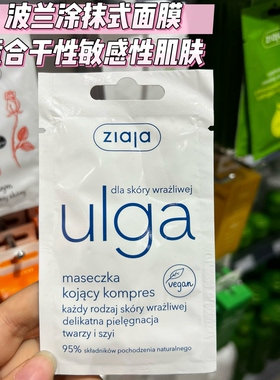 波兰涂抹式面膜
适合干性敏感性肌肤
ziaja
dla skóry wrażliwej
ulga
maseczka
kojący kompres
vegan
każdy rodzaj skóry wrażliwej
delikatna pielęgnacja
twarzy i szyi
95% składników pochodzenia naturalnego